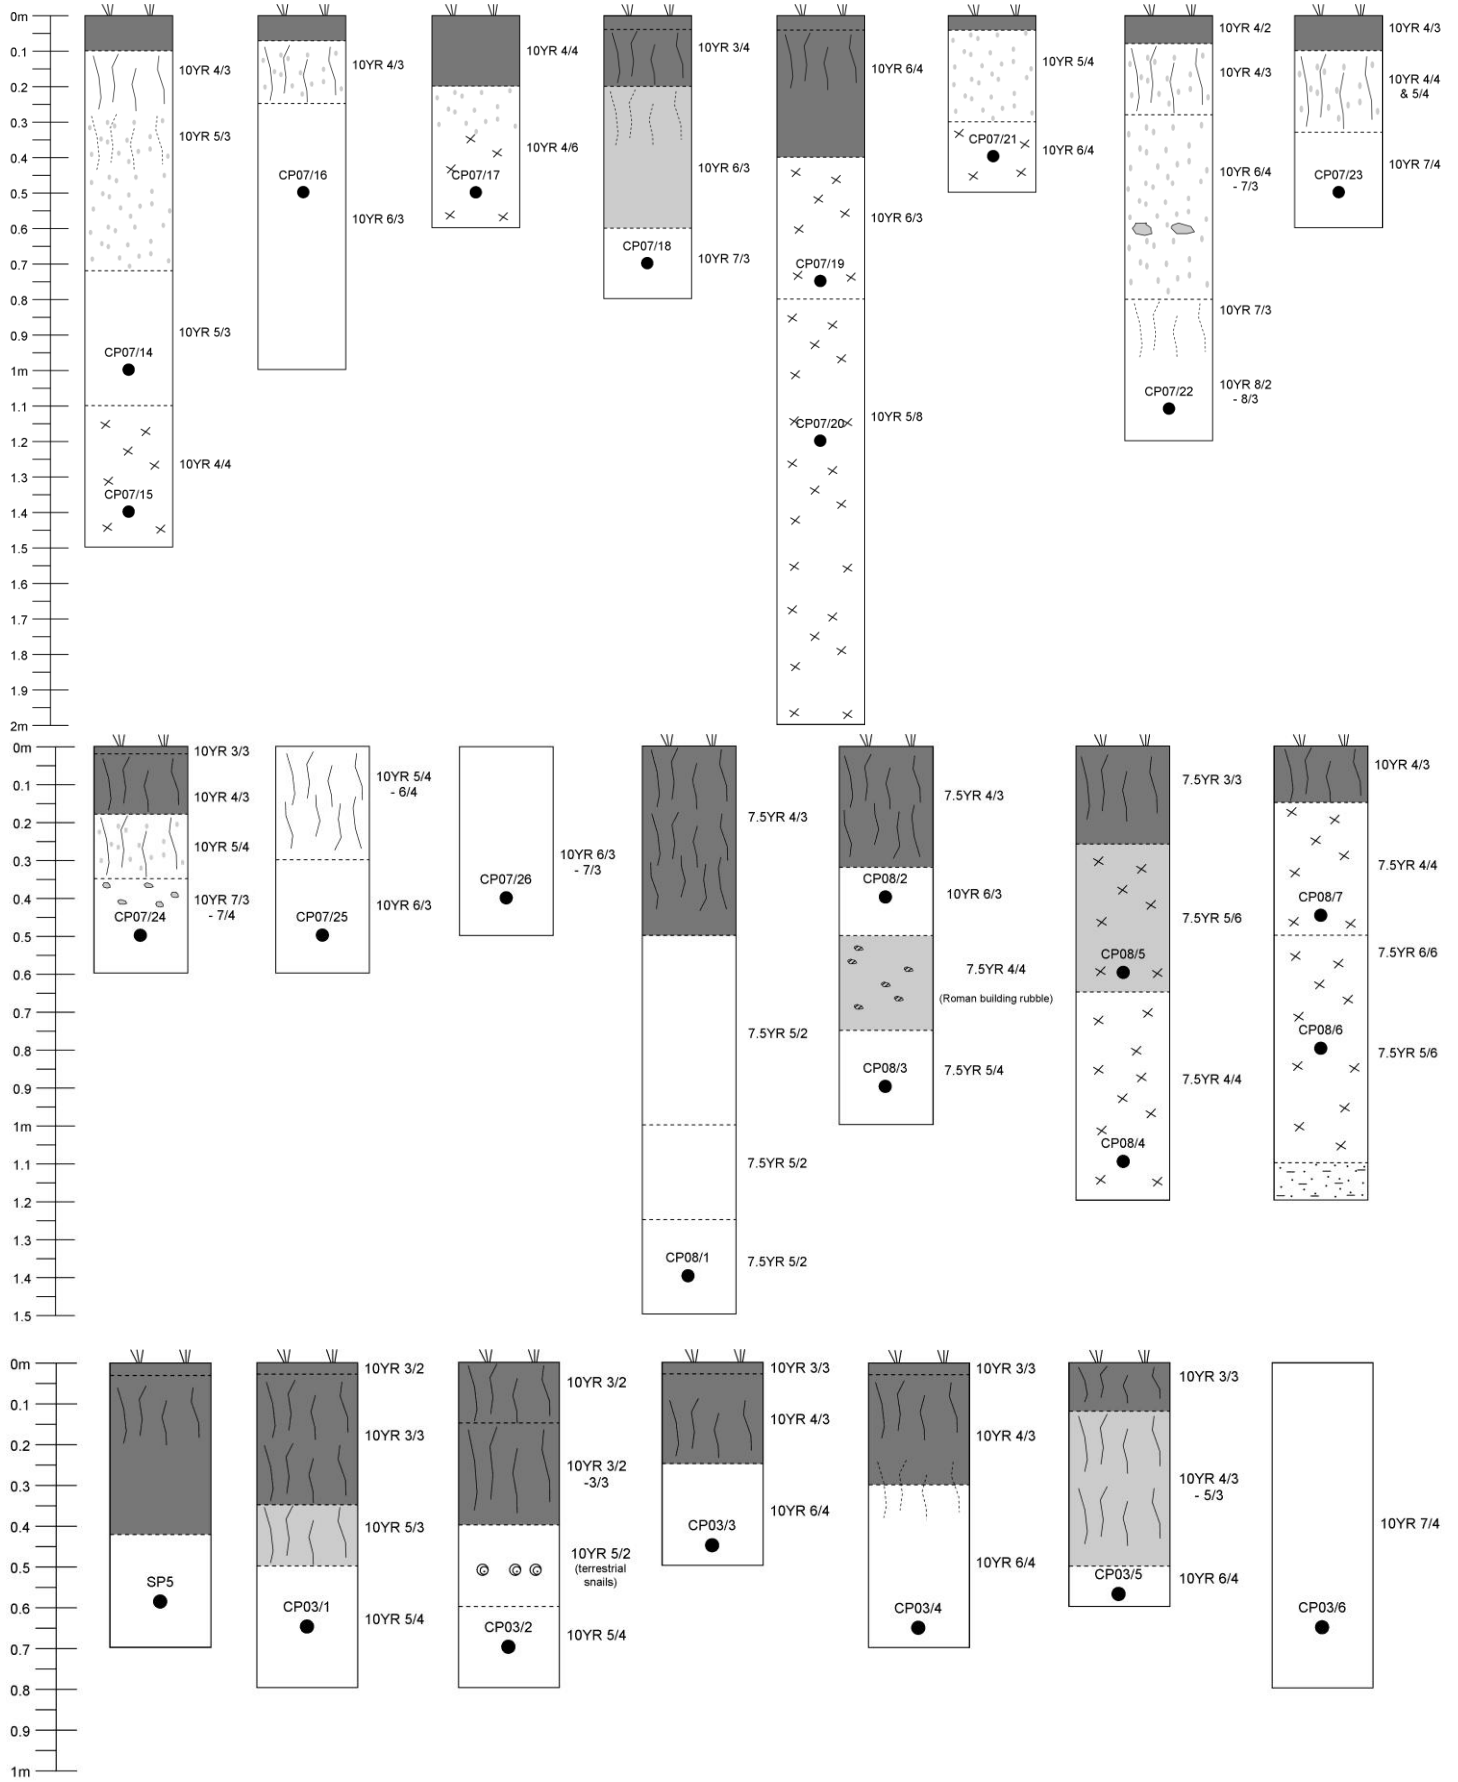 0m
0.1
0.2
0.3
0.4
0.5
0.6
0.7
0.8
0.9
1m
1.1
1.2
1.3
1.4
1.5
1.6
1.7
1.8
1.9
2m
10YR 4/3
10YR 5/3
10YR 5/3
10YR 4/4
CP07/14
CP07/15
10YR 4/3
CP07/16
10YR 6/3
10YR 4/4
10YR 4/6
CP07/17
10YR 3/4
10YR 6/3
CP07/18
10YR 7/3
10YR 6/4
10YR 6/3
CP07/19
CP07/20
10YR 5/8
10YR 5/4
CP07/21
10YR 6/4
10YR 4/2
10YR 4/3
10YR 6/4
- 7/3
10YR 7/3
CP07/22
10YR 8/2
- 8/3
10YR 4/3
10YR 4/4
& 5/4
CP07/23
10YR 7/4
0m
0.1
0.2
0.3
0.4
0.5
0.6
0.7
0.8
0.9
1m
1.1
1.2
1.3
1.4
1.5
10YR 3/3
10YR 4/3
10YR 5/4
10YR 7/3
- 7/4
CP07/24
10YR 5/4
- 6/4
CP07/25
10YR 6/3
CP07/26
10YR 6/3
- 7/3
7.5YR 4/3
7.5YR 5/2
7.5YR 5/2
CP08/1
7.5YR 5/2
7.5YR 4/3
CP08/2
10YR 6/3
7.5YR 4/4
(Roman building rubble)
CP08/3
7.5YR 5/4
7.5YR 3/3
7.5YR 5/6
CP08/5
7.5YR 4/4
CP08/4
10YR 4/3
7.5YR 4/4
CP08/7
7.5YR 6/6
CP08/6
7.5YR 5/6
0m
0.1
0.2
0.3
0.4
0.5
0.6
0.7
0.8
0.9
1m
SP5
10YR 3/2
10YR 3/3
10YR 5/3
CP03/1
10YR 5/4
10YR 3/2
10YR 3/2
-3/3
10YR 5/2
(terrestrial
snails)
CP03/2
10YR 5/4
10YR 3/3
10YR 4/3
CP03/3
10YR 6/4
10YR 3/3
10YR 4/3
10YR 6/4
CP03/4
10YR 3/3
10YR 4/3
- 5/3
CP03/5
10YR 6/4
CP03/6
10YR 7/4